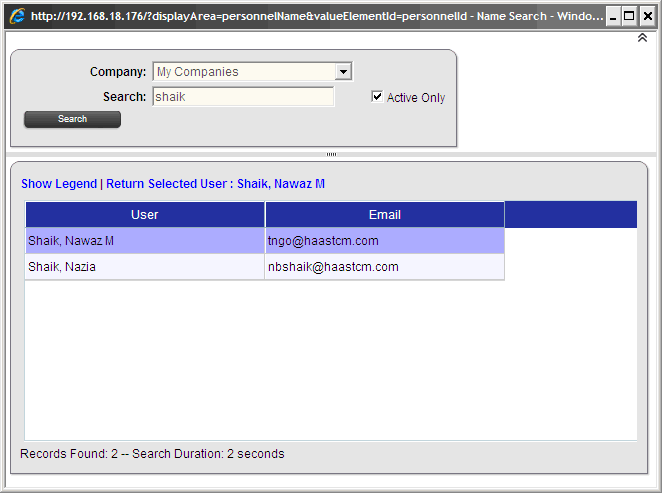 http://192.168.18.176/?displayArea=personnelName&valueElementId=personnelId - Name Search - Windo...
Company: My Companies
Search: shaik Active Only
Search
Show Legend | Return Selected User : Shaik, Nawaz M
User Email
Shaik, Nawaz M tngo@haastcm.com
Shaik, Nazia nbshaik@haastcm.com
Records Found: 2 -- Search Duration: 2 seconds